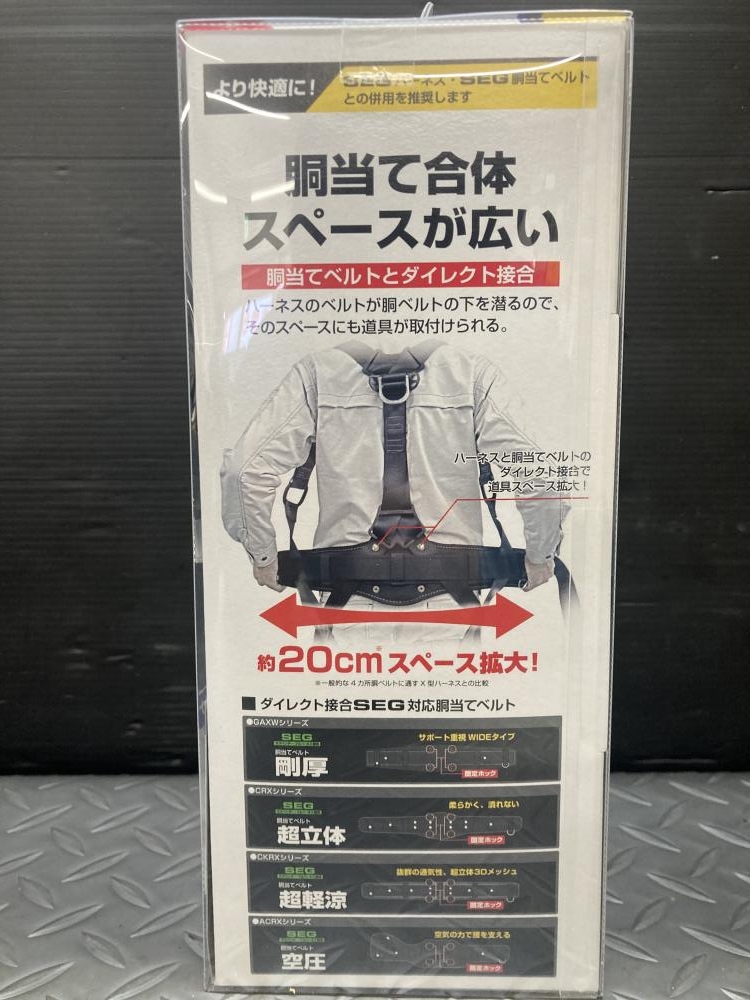 より快適に!
SEGハーネス・SEG胴当てベルト
との併用を推奨します
胴当て合体
スペースが広い
胴当てベルトとダイレクト接合
ハーネスのベルトが胴ベルトの下を潜るので、
そのスペースにも道具が取付けられる。
ハーネスと胴当てベルトの
ダイレクト接合で
道具スペース拡大!
約20cm※スペース拡大!
※一般的な4カ所胴ベルトに通すX型ハーネスとの比較
■ダイレクト接合SEG対応胴当てベルト
●GAXWシリーズ
SEG
胴当てベルト
剛厚
サポート重視 WIDEタイプ
固定ホック
●CRXシリーズ
SEG
胴当てベルト
超立体
柔らかく、潰れない
固定ホック
●CKRXシリーズ
SEG
胴当てベルト
超軽涼
抜群の通気性、超立体3Dメッシュ
固定ホック
●ACRXシリーズ
SEG
胴当てベルト
空圧
空気の力で腰を支える
固定ホック